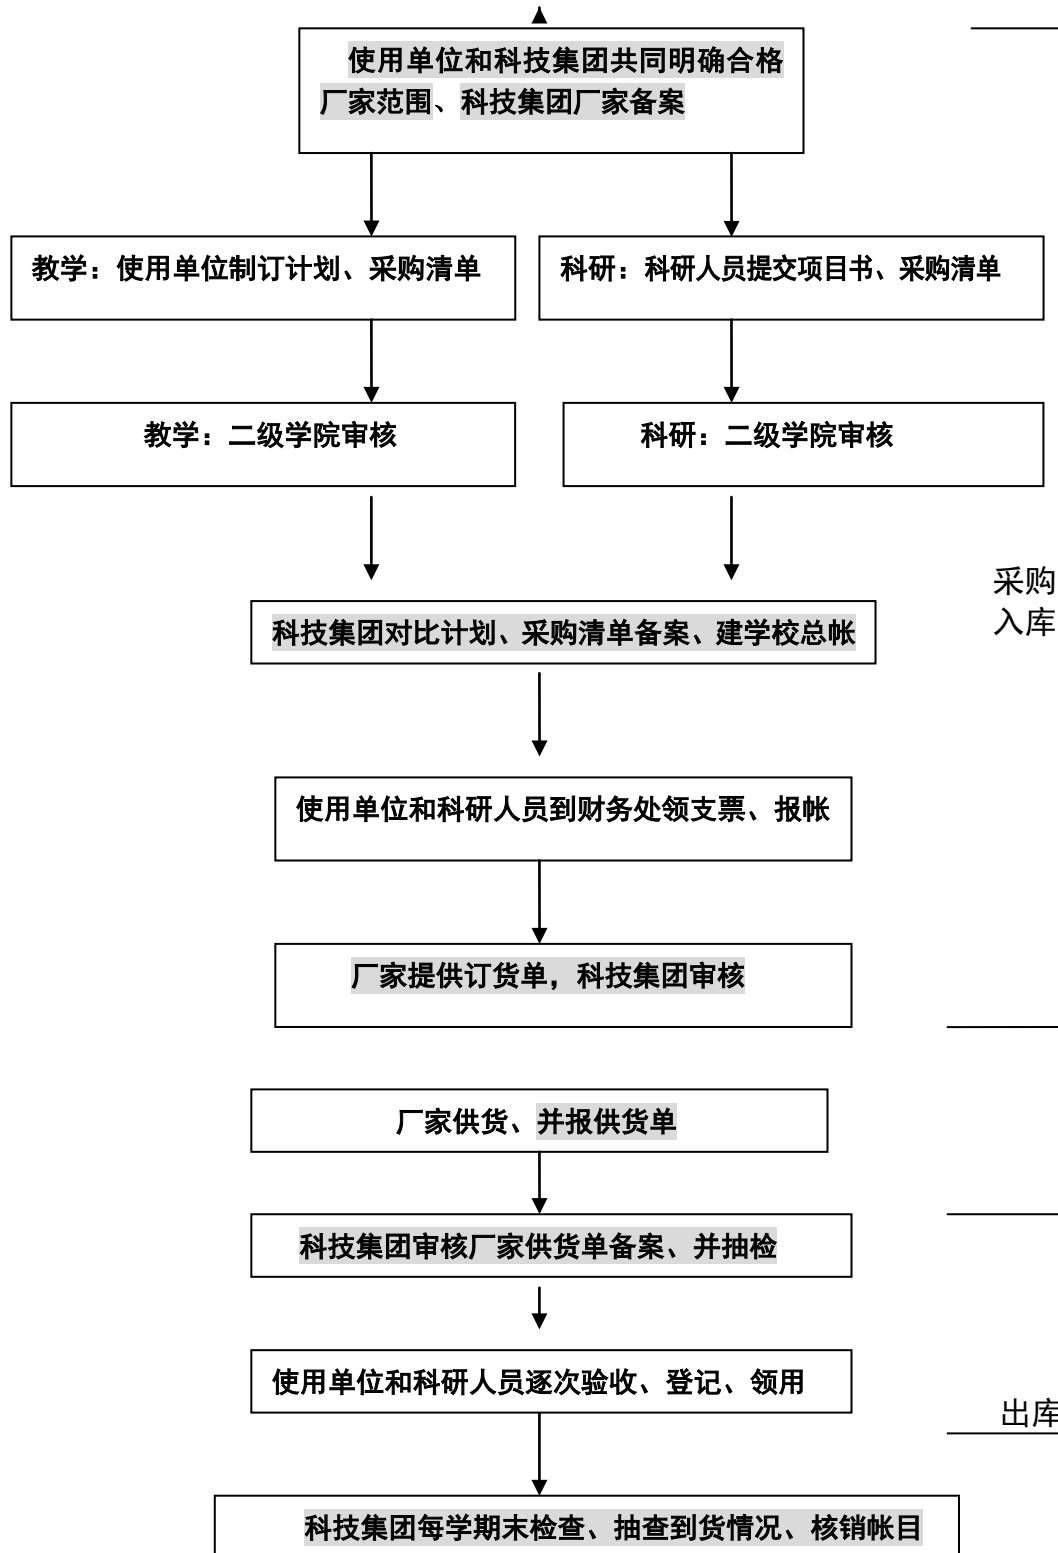 使用单位和科技集团共同明确合格
厂家范围、科技集团厂家备案
教学：使用单位制订计划、采购清单
科研：科研人员提交项目书、采购清单
教学：二级学院审核
科研：二级学院审核
采购
入库
科技集团对比计划、采购清单备案、建学校总帐
使用单位和科研人员到财务处领支票、报帐
厂家提供订货单，科技集团审核
厂家供货、并报供货单
科技集团审核厂家供货单备案、并抽检
使用单位和科研人员逐次验收、登记、领用
出库
科技集团每学期末检查、抽查到货情况、核销帐目